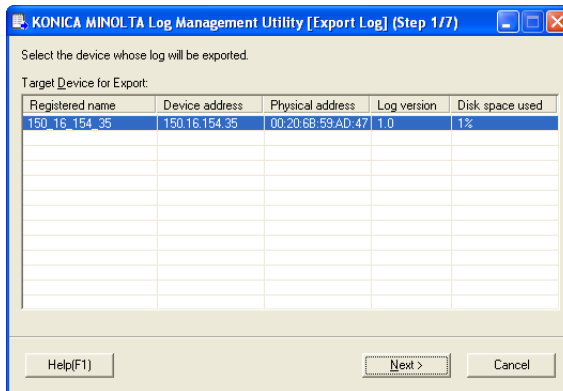 KONICA MINOLTA Log Management Utility [Export Log] (Step 1/7)
Select the device whose log will be exported.
Target Device for Export:
Registered name Device address Physical address Log version Disk space used
150_16_154_35 150.16.154.35 00:20:6B:59:AD:47 1.0 1%
Help(F1) Next > Cancel